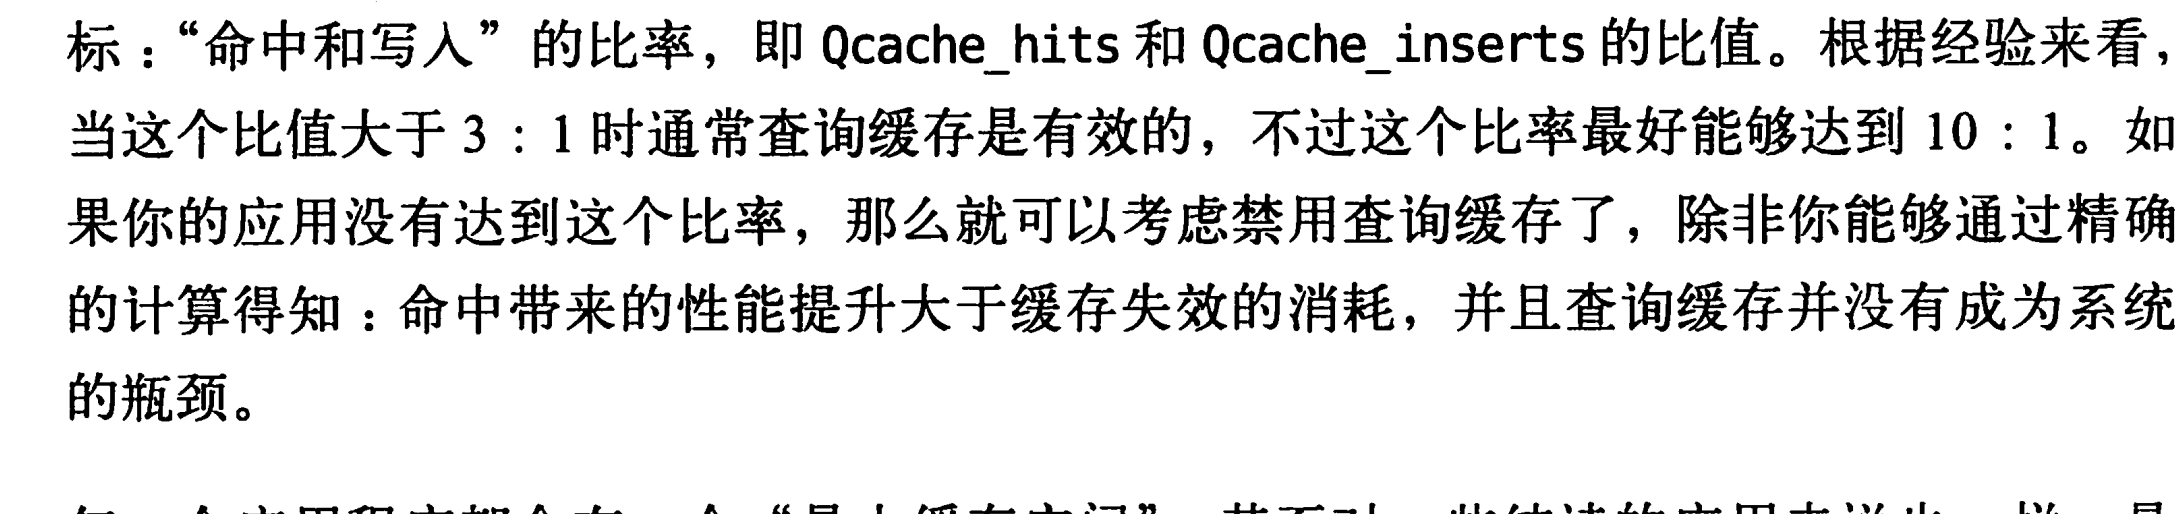 标：“命中和写入”的比率，即 Qcache_hits 和 Qcache_inserts 的比值。根据经验来看，
当这个比值大于 3：1 时通常查询缓存是有效的，不过这个比率最好能够达到 10：1。如
果你的应用没有达到这个比率，那么就可以考虑禁用查询缓存了，除非你能够通过精确
的计算得知：命中带来的性能提升大于缓存失效的消耗，并且查询缓存并没有成为系统
的瓶颈。